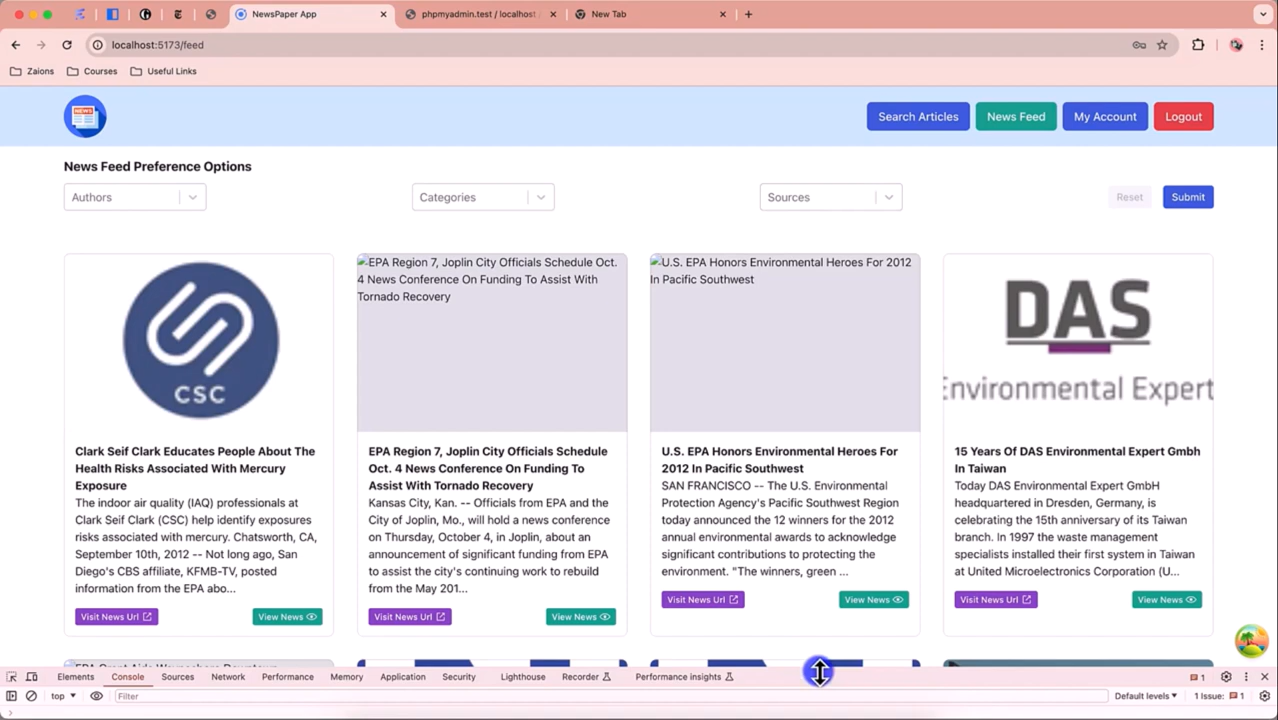 NewsPaper App
phpmyadmin.test / localhost /
New Tab
localhost:5173/feed
Zaions
Courses
Useful Links
NEWS
Search Articles
News Feed
My Account
Logout
News Feed Preference Options
Authors
Categories
Sources
Reset
Submit
CSC
Clark Seif Clark Educates People About The
Health Risks Associated With Mercury
Exposure
The indoor air quality (IAQ) professionals at
Clark Seif Clark (CSC) help identify exposures
risks associated with mercury. Chatsworth, CA,
September 10th, 2012 -- Not long ago, San
Diego's CBS affiliate, KFMB-TV, posted
information from the EPA abo...
Visit News Url
View News
EPA Region 7, Joplin City Officials Schedule Oct.
4 News Conference On Funding To Assist With
Tornado Recovery
EPA Region 7, Joplin City Officials Schedule
Oct. 4 News Conference On Funding To
Assist With Tornado Recovery
Kansas City, Kan. -- Officials from EPA and the
City of Joplin, Mo., will hold a news conference
on Thursday, October 4, in Joplin, about an
announcement of significant funding from EPA
to assist the city's continuing work to rebuild
from the May 201...
Visit News Url
View News
U.S. EPA Honors Environmental Heroes For 2012
In Pacific Southwest
U.S. EPA Honors Environmental Heroes For
2012 In Pacific Southwest
SAN FRANCISCO -- The U.S. Environmental
Protection Agency's Pacific Southwest Region
today announced the 12 winners for the 2012
annual environmental awards to acknowledge
significant contributions to protecting the
environment. "The winners, green ...
Visit News Url
View News
DAS
Environmental Expert
15 Years Of DAS Environmental Expert Gmbh
In Taiwan
Today DAS Environmental Expert GmbH
headquartered in Dresden, Germany, is
celebrating the 15th anniversary of its Taiwan
branch. In 1997 the waste management
specialists installed their first system in Taiwan
at United Microelectronics Corporation (U...
Visit News Url
View News
Elements
Console
Sources
Network
Performance
Memory
Application
Security
Lighthouse
Recorder
Performance insights
1
top
Filter
Default levels
1 Issue:
1